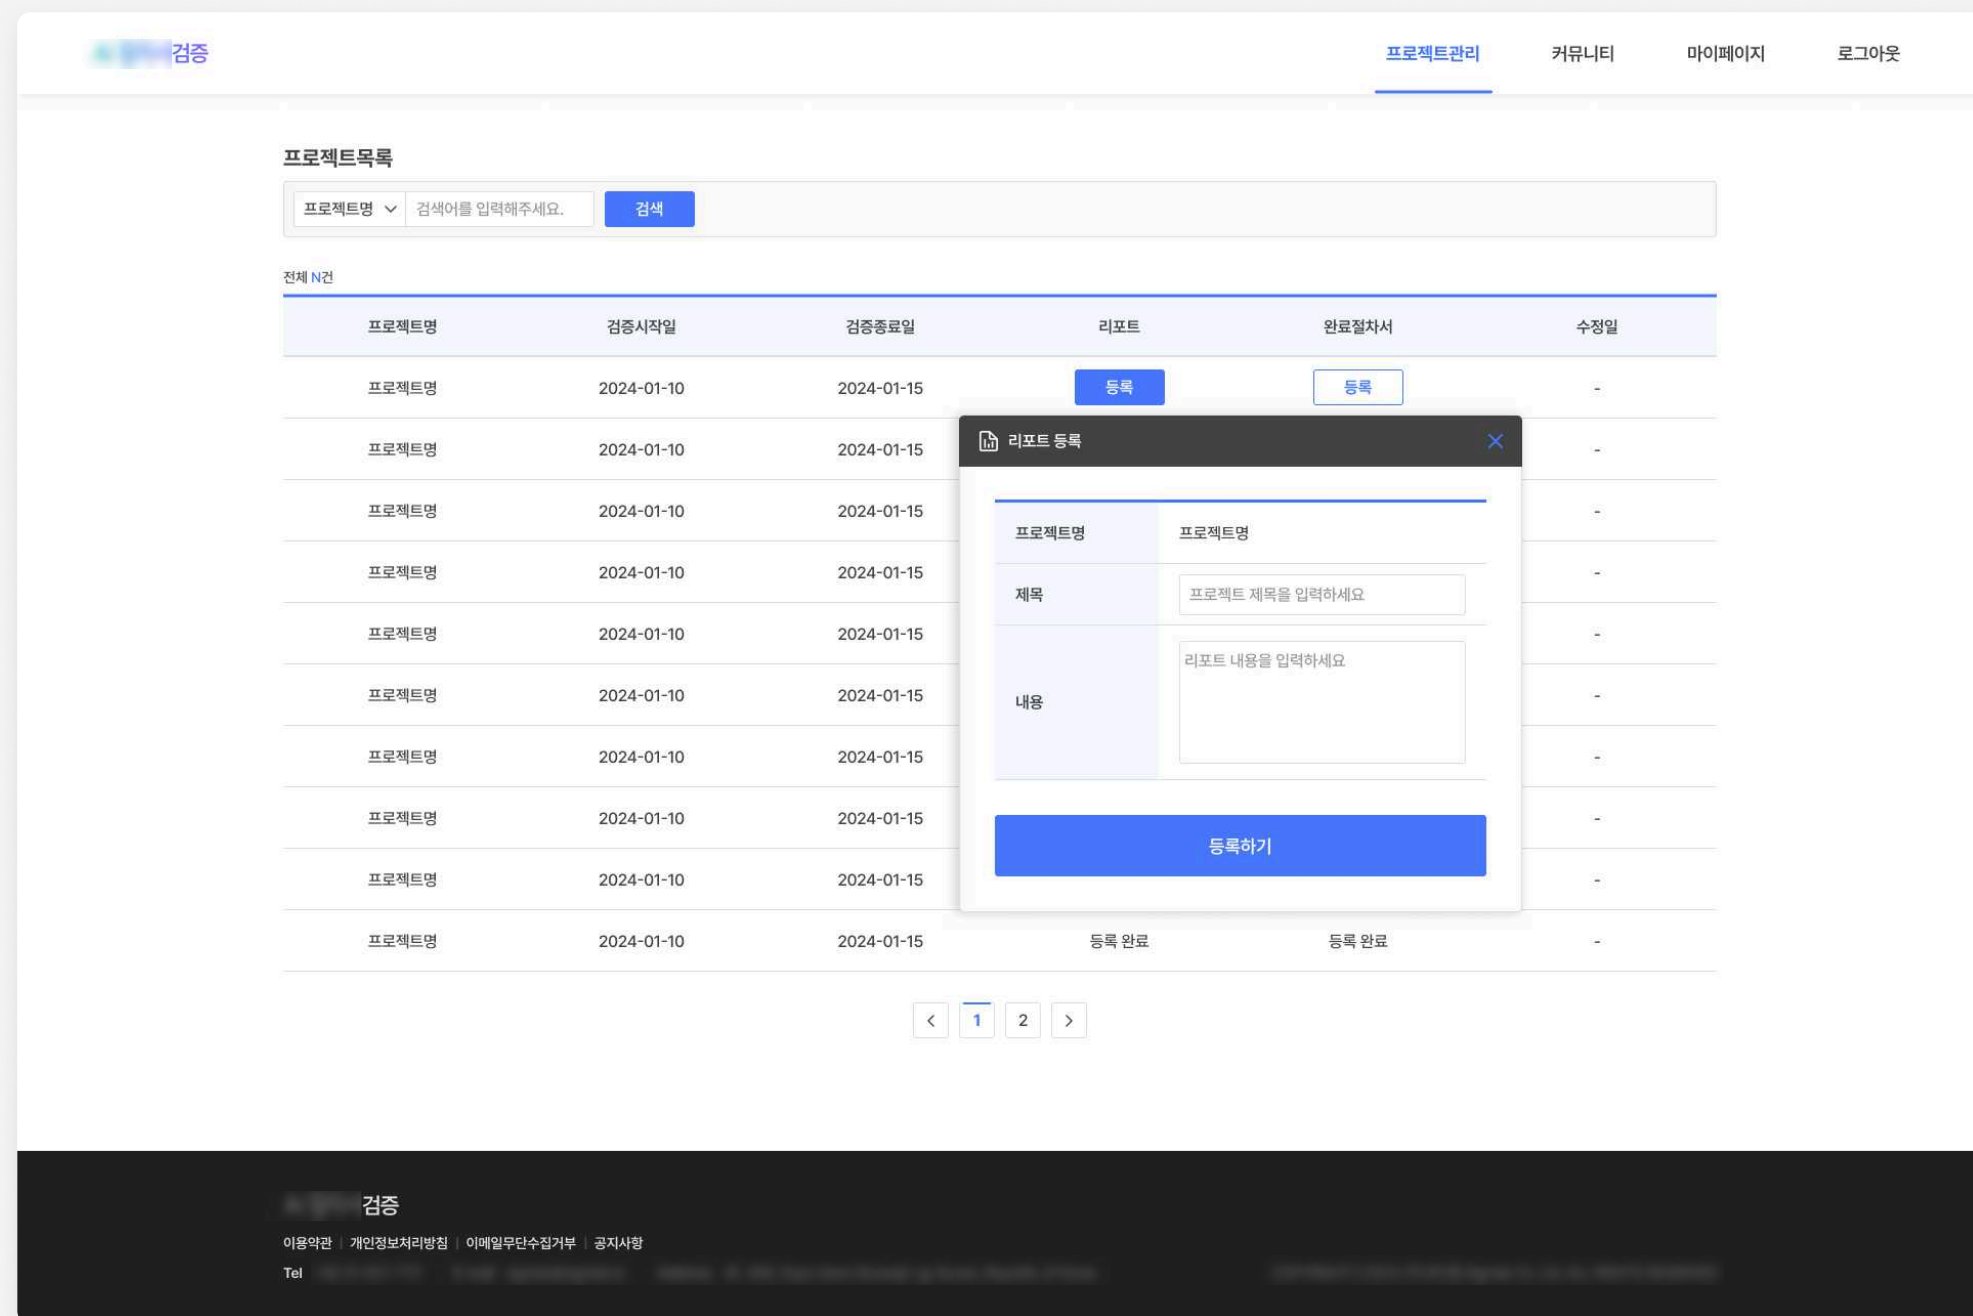 검증
프로젝트관리 커뮤니티 마이페이지 로그아웃
프로젝트목록
프로젝트명 검색어를 입력해주세요. 검색
전체 N건
프로젝트명 검증시작일 검증종료일 리포트 완료절차서 수정일
프로젝트명 2024-01-10 2024-01-15 등록 등록 -
프로젝트명 2024-01-10 2024-01-15 -
프로젝트명 2024-01-10 2024-01-15 -
프로젝트명 2024-01-10 2024-01-15 -
프로젝트명 2024-01-10 2024-01-15 -
프로젝트명 2024-01-10 2024-01-15 -
프로젝트명 2024-01-10 2024-01-15 -
프로젝트명 2024-01-10 2024-01-15 -
프로젝트명 2024-01-10 2024-01-15 -
프로젝트명 2024-01-10 2024-01-15 등록 완료 등록 완료 -
리포트 등록
프로젝트명 프로젝트명
제목 프로젝트 제목을 입력하세요
내용 리포트 내용을 입력하세요
등록하기
1 2
검증
이용약관 | 개인정보처리방침 | 이메일무단수집거부 | 공지사항
Tel